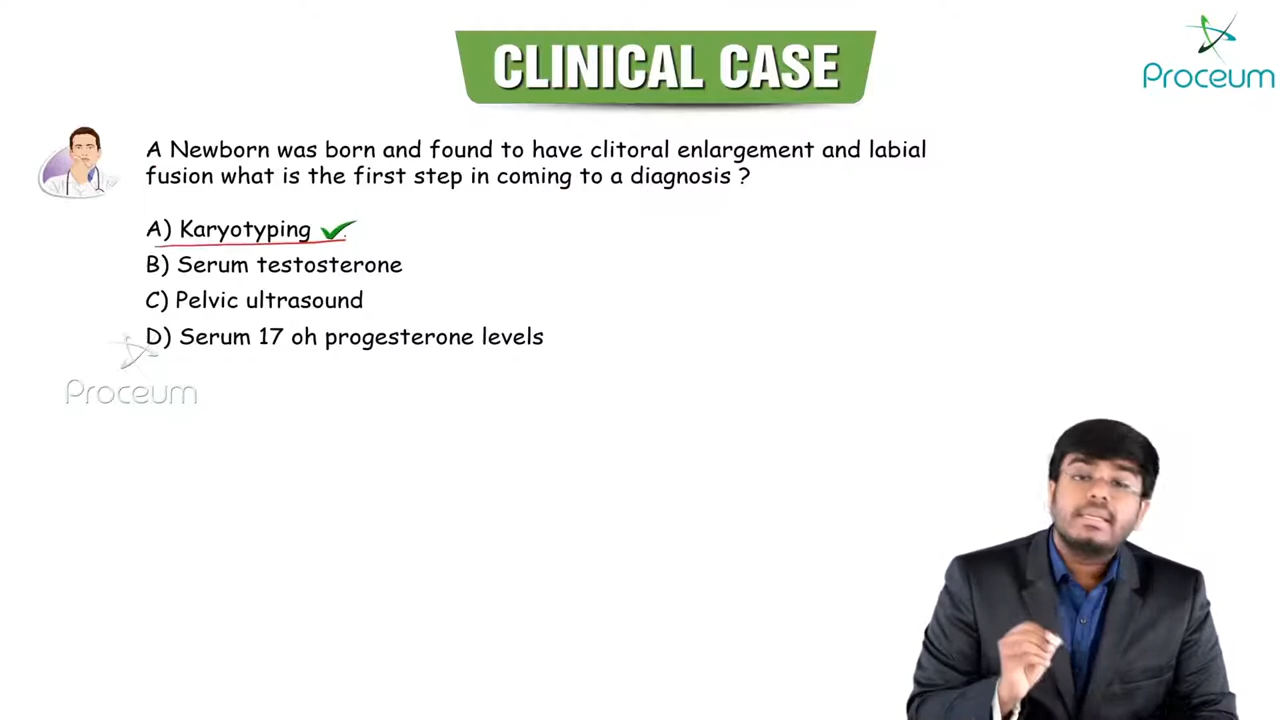 CLINICAL CASE
Proceum
A Newborn was born and found to have clitoral enlargement and labial
fusion what is the first step in coming to a diagnosis ?
A) Karyotyping
B) Serum testosterone
C) Pelvic ultrasound
D) Serum 17 oh progesterone levels
Proceum